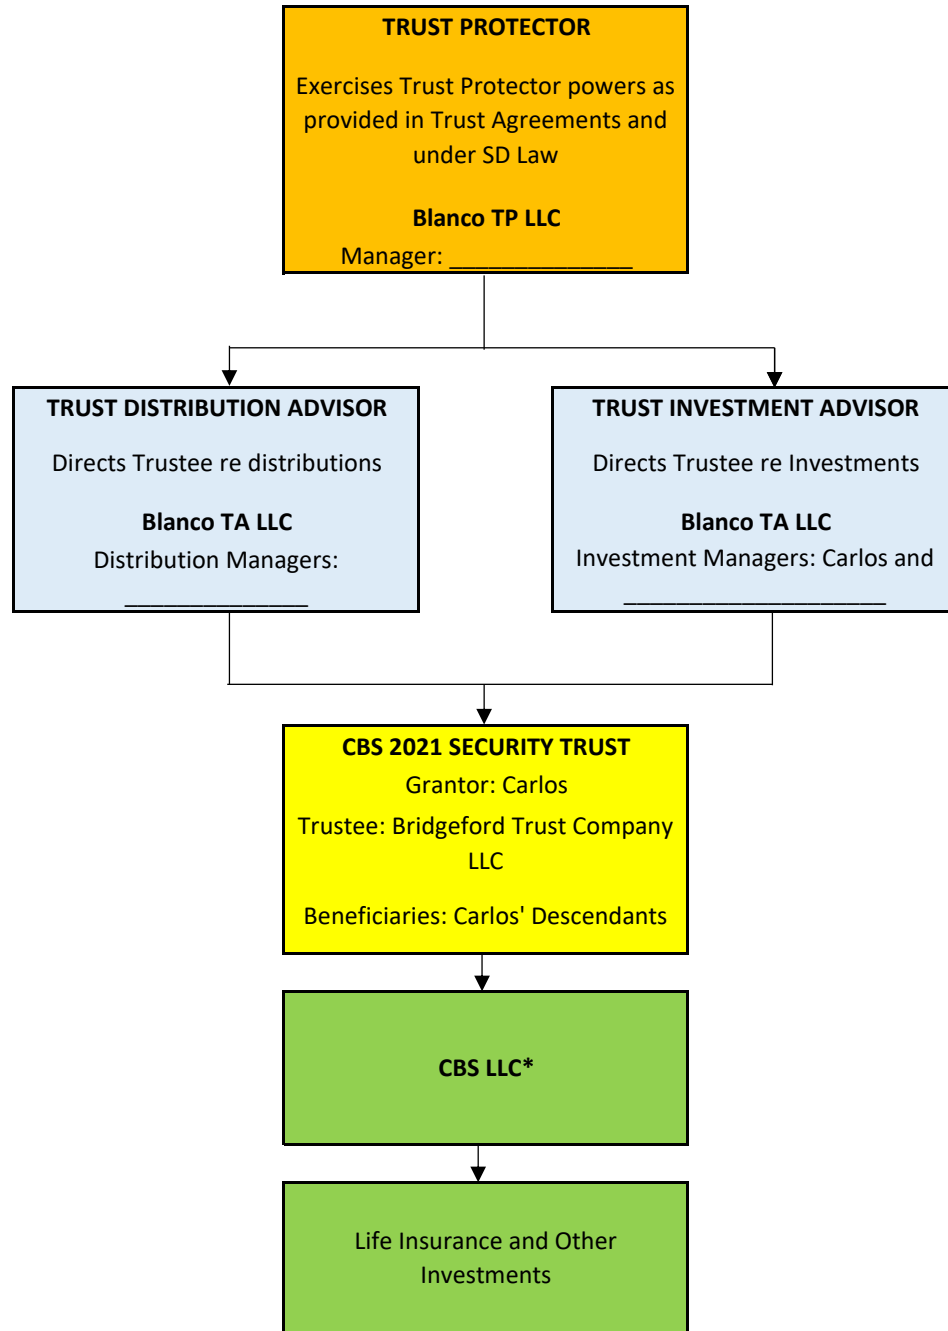 TRUST PROTECTOR
Exercises Trust Protector powers as
provided in Trust Agreements and
under SD Law
Blanco TP LLC
Manager: ______________
TRUST DISTRIBUTION ADVISOR
Directs Trustee re distributions
Blanco TA LLC
Distribution Managers:
______________
TRUST INVESTMENT ADVISOR
Directs Trustee re Investments
Blanco TA LLC
Investment Managers: Carlos and
____________________
CBS 2021 SECURITY TRUST
Grantor: Carlos
Trustee: Bridgeford Trust Company
LLC
Beneficiaries: Carlos' Descendants
CBS LLC*
Life Insurance and Other
Investments